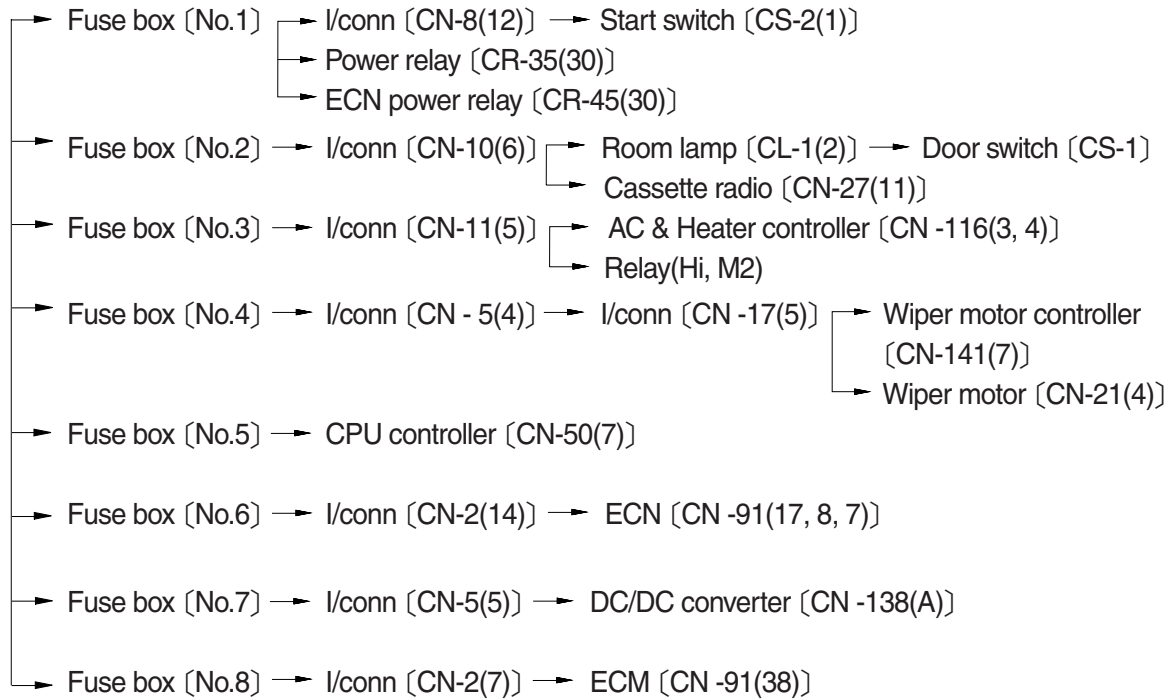 Fuse box〔No.1〕 I/conn〔CN-8(12)〕 Start switch〔CS-2(1)〕
Power relay〔CR-35(30)〕
ECN power relay〔CR-45(30)〕
Fuse box〔No.2〕 I/conn〔CN-10(6)〕 Room lamp〔CL-1(2)〕 Door switch〔CS-1〕
Cassette radio〔CN-27(11)〕
Fuse box〔No.3〕 I/conn〔CN-11(5)〕 AC & Heater controller〔CN -116(3, 4)〕
Relay(Hi, M2)
Fuse box〔No.4〕 I/conn〔CN - 5(4)〕 I/conn〔CN -17(5)〕 Wiper motor controller
〔CN-141(7)〕
Wiper motor〔CN-21(4)〕
Fuse box〔No.5〕 CPU controller〔CN-50(7)〕
Fuse box〔No.6〕 I/conn〔CN-2(14)〕 ECN〔CN -91(17, 8, 7)〕
Fuse box〔No.7〕 I/conn〔CN-5(5)〕 DC/DC converter〔CN -138(A)〕
Fuse box〔No.8〕 I/conn〔CN-2(7)〕 ECM〔CN -91(38)〕